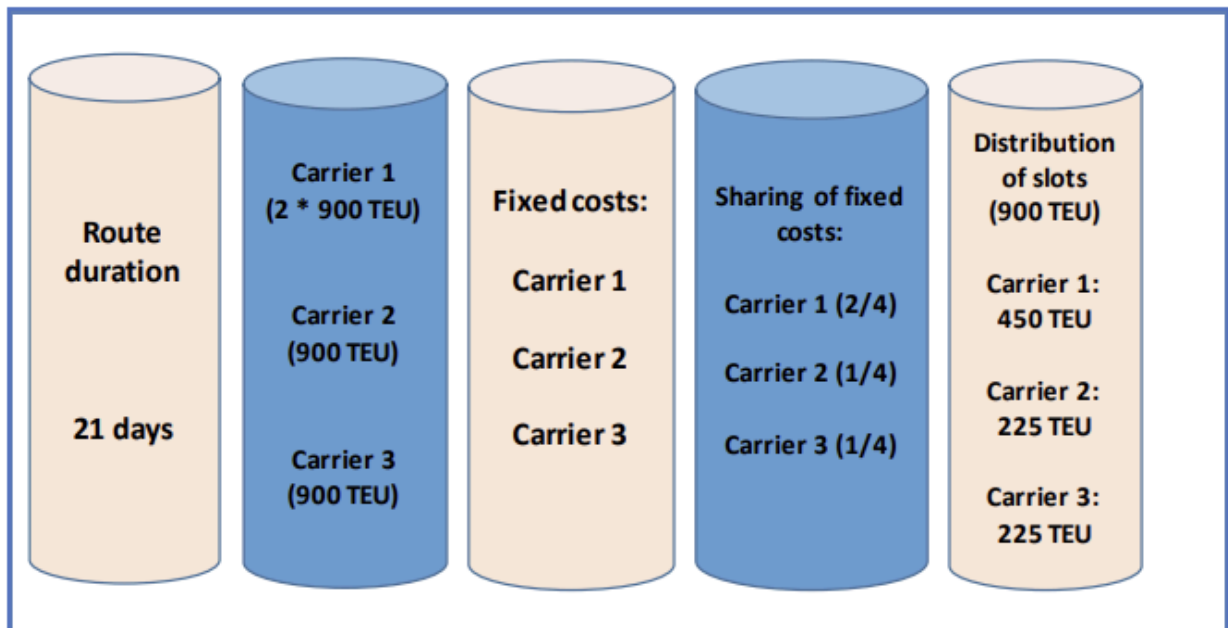 Route
duration
21 days
Carrier 1
(2 * 900 TEU)
Carrier 2
(900 TEU)
Carrier 3
(900 TEU)
Fixed costs:
Carrier 1
Carrier 2
Carrier 3
Sharing of fixed
costs:
Carrier 1 (2/4)
Carrier 2 (1/4)
Carrier 3 (1/4)
Distribution
of slots
(900 TEU)
Carrier 1:
450 TEU
Carrier 2:
225 TEU
Carrier 3:
225 TEU